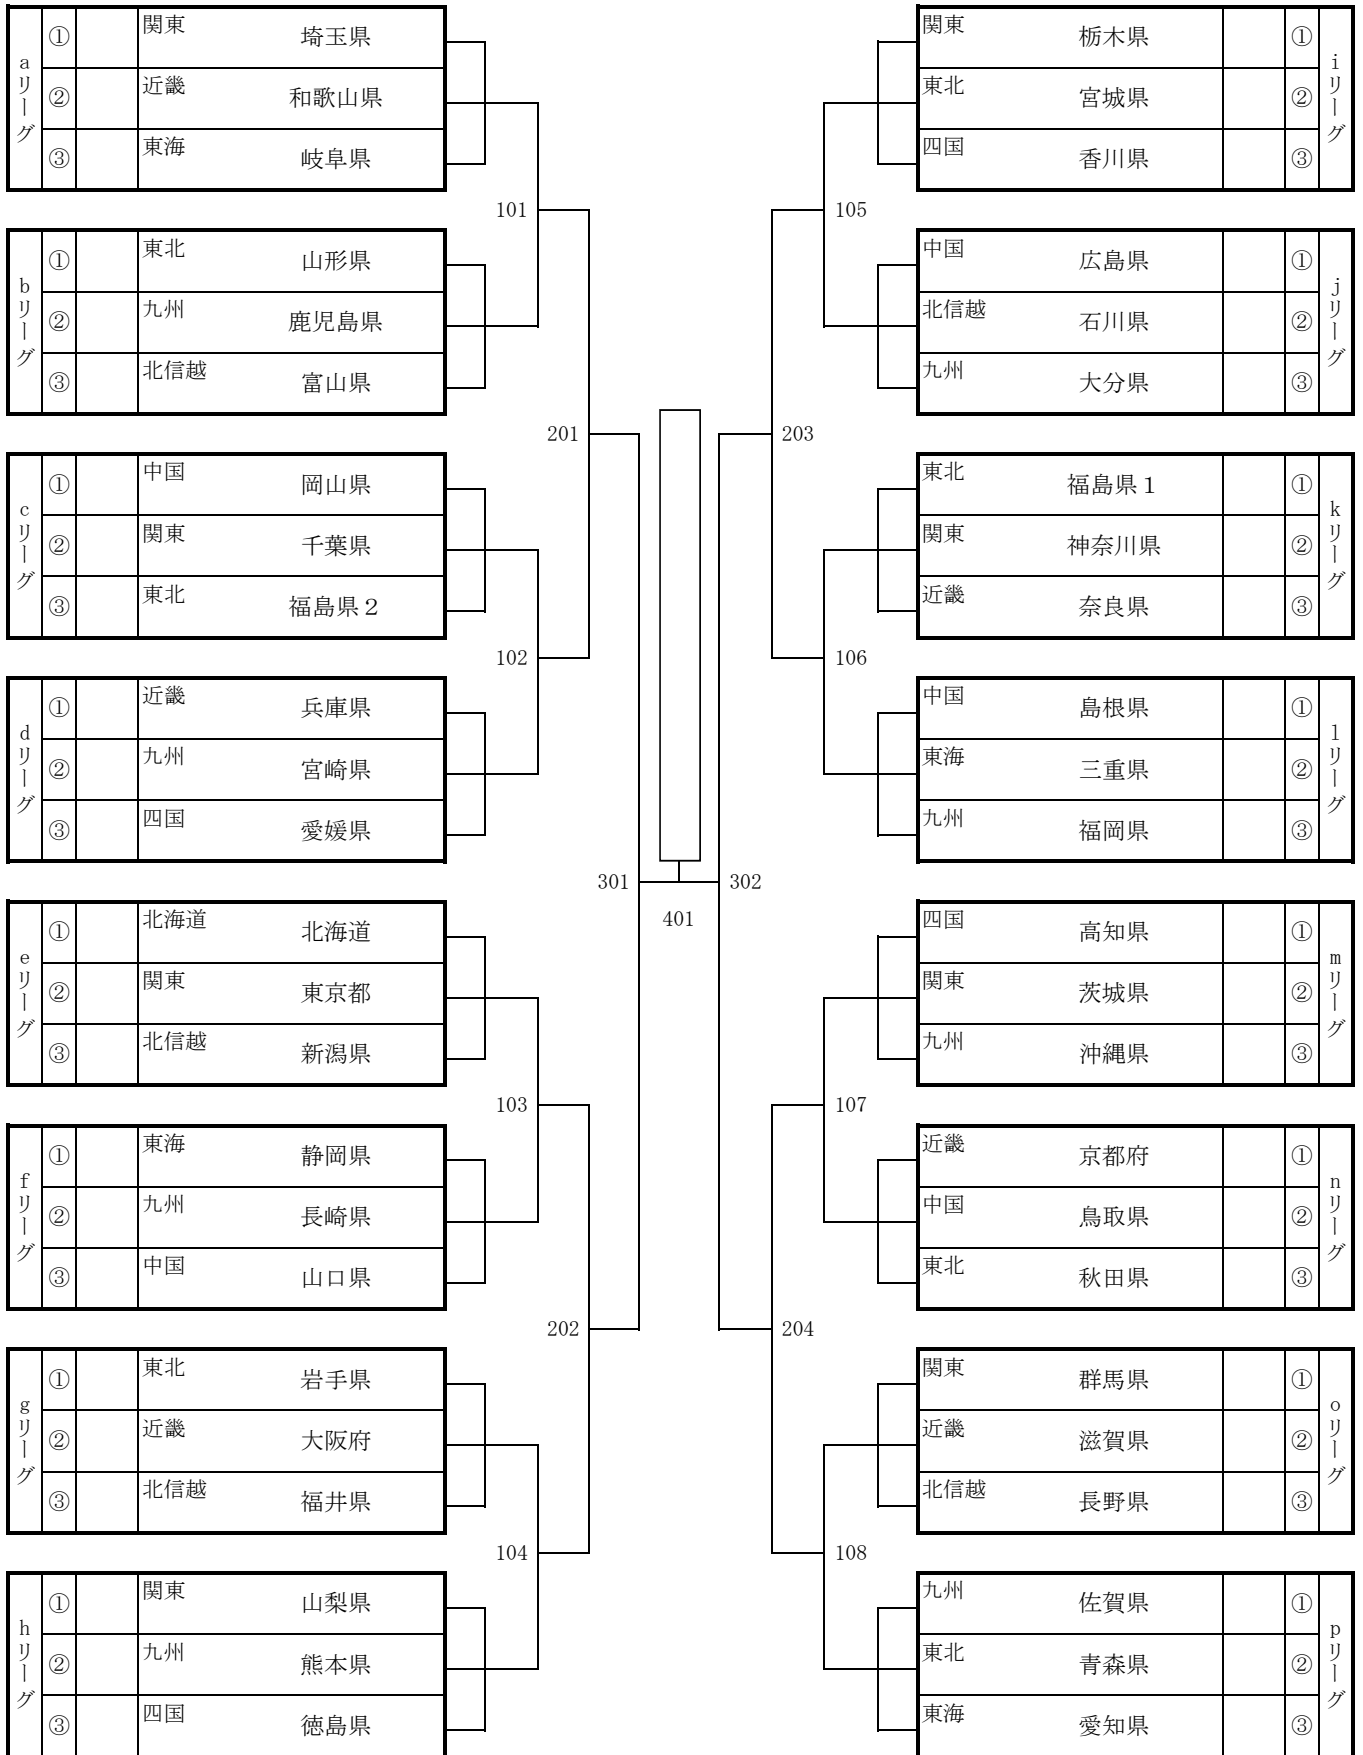 aリーグ
① 関東 埼玉県
② 近畿 和歌山県
③ 東海 岐阜県
101
bリーグ
① 東北 山形県
② 九州 鹿児島県
③ 北信越 富山県
201
cリーグ
① 中国 岡山県
② 関東 千葉県
③ 東北 福島県2
102
dリーグ
① 近畿 兵庫県
② 九州 宮崎県
③ 四国 愛媛県
301
eリーグ
① 北海道 北海道
② 関東 東京都
③ 北信越 新潟県
103
fリーグ
① 東海 静岡県
② 九州 長崎県
③ 中国 山口県
202
gリーグ
① 東北 岩手県
② 近畿 大阪府
③ 北信越 福井県
104
hリーグ
① 関東 山梨県
② 九州 熊本県
③ 四国 徳島県
401
関東 栃木県 ①
東北 宮城県 ②
四国 香川県 ③
iリーグ
105
中国 広島県 ①
北信越 石川県 ②
九州 大分県 ③
jリーグ
203
東北 福島県1 ①
関東 神奈川県 ②
近畿 奈良県 ③
kリーグ
106
中国 島根県 ①
東海 三重県 ②
九州 福岡県 ③
lリーグ
302
四国 高知県 ①
関東 茨城県 ②
九州 沖縄県 ③
mリーグ
107
近畿 京都府 ①
中国 鳥取県 ②
東北 秋田県 ③
nリーグ
204
関東 群馬県 ①
近畿 滋賀県 ②
北信越 長野県 ③
oリーグ
108
九州 佐賀県 ①
東北 青森県 ②
東海 愛知県 ③
pリーグ